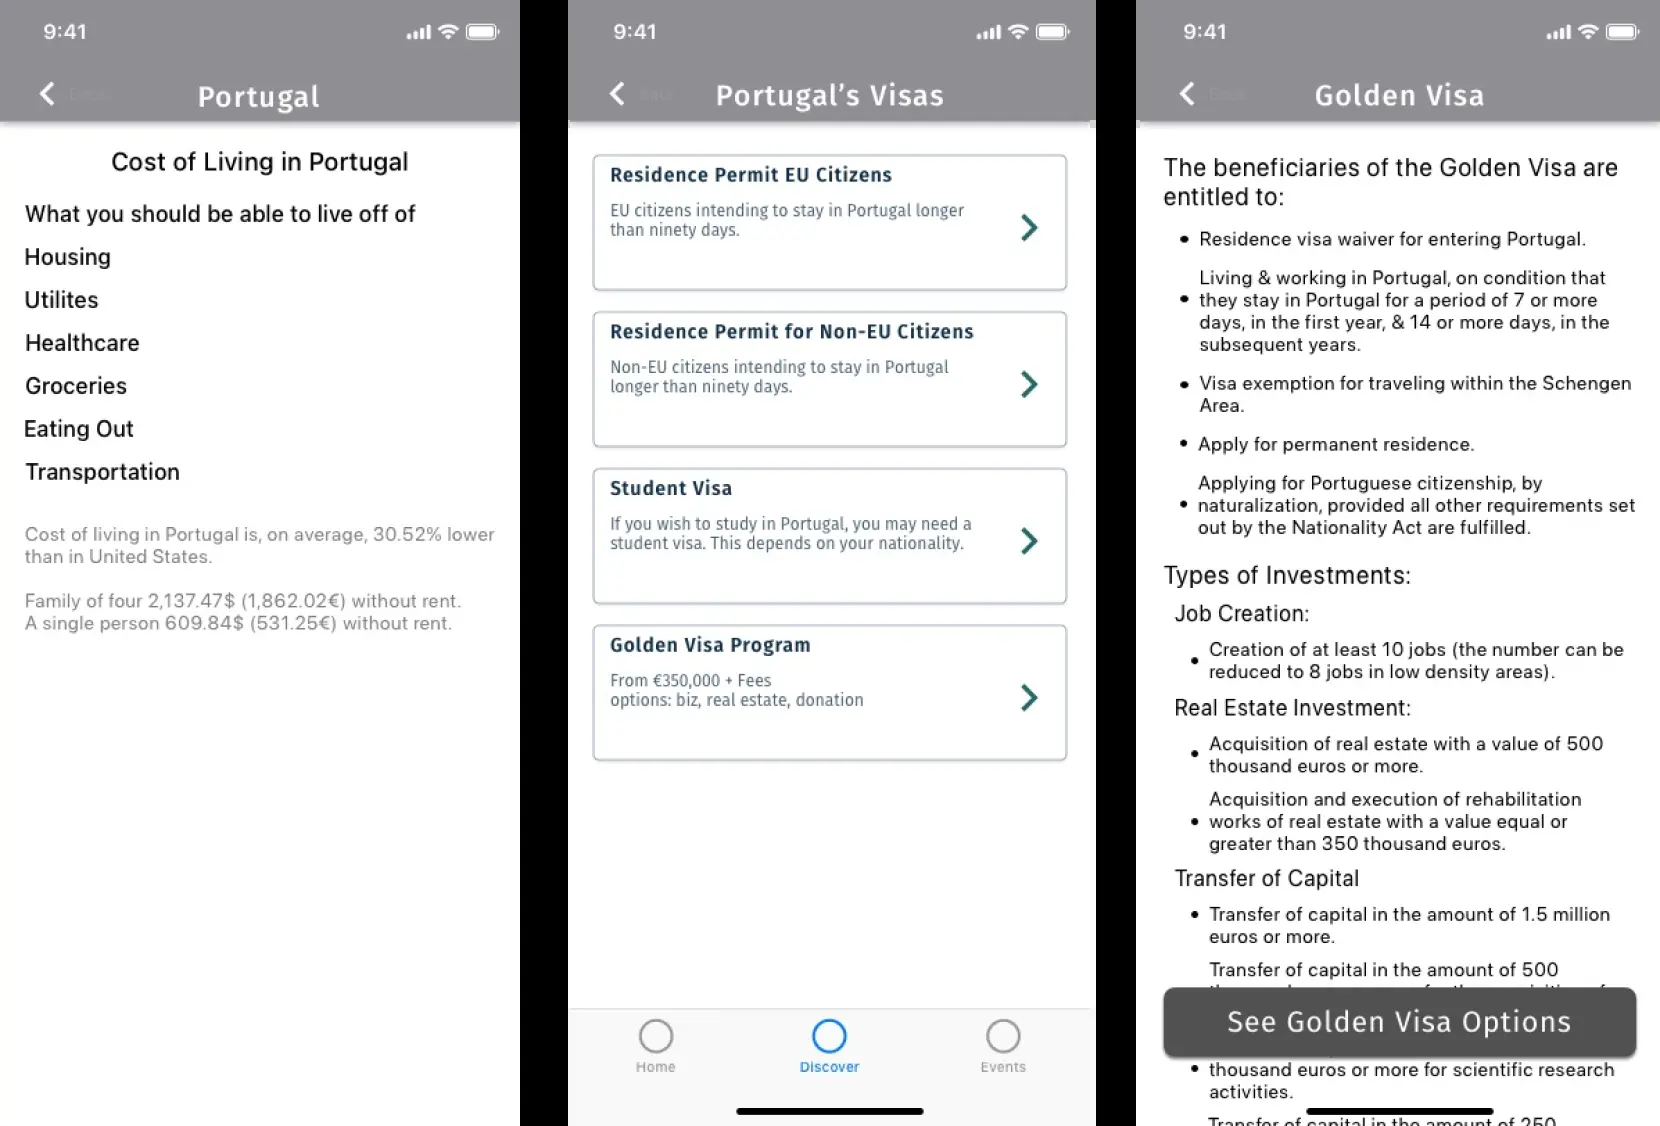 9:41
Portugal
Cost of Living in Portugal
What you should be able to live off of
Housing
Utilites
Healthcare
Groceries
Eating Out
Transportation
Cost of living in Portugal is, on average, 30.52% lower
than in United States.
Family of four 2,137.47$ (1,862.02€) without rent.
A single person 609.84$ (531.25€) without rent.
9:41
Portugal’s Visas
Residence Permit EU Citizens
EU citizens intending to stay in Portugal longer
than ninety days.
Residence Permit for Non-EU Citizens
Non-EU citizens intending to stay in Portugal
longer than ninety days.
Student Visa
If you wish to study in Portugal, you may need a
student visa. This depends on your nationality.
Golden Visa Program
From €350,000 + Fees
options: biz, real estate, donation
Home
Discover
Events
9:41
Golden Visa
The beneficiaries of the Golden Visa are
entitled to:
• Residence visa waiver for entering Portugal.
Living & working in Portugal, on condition that
• they stay in Portugal for a period of 7 or more
days, in the first year, & 14 or more days, in the
subsequent years.
• Visa exemption for traveling within the Schengen
Area.
• Apply for permanent residence.
Applying for Portuguese citizenship, by
• naturalization, provided all other requirements set
out by the Nationality Act are fulfilled.
Types of Investments:
Job Creation:
• Creation of at least 10 jobs (the number can be
reduced to 8 jobs in low density areas).
Real Estate Investment:
• Acquisition of real estate with a value of 500
thousand euros or more.
Acquisition and execution of rehabilitation
• works of real estate with a value equal or
greater than 350 thousand euros.
Transfer of Capital
• Transfer of capital in the amount of 1.5 million
euros or more.
Transfer of capital in the amount of 500
See Golden Visa Options
• thousand euros or more for scientific research
activities.
Transfer of capital in the amount of 250